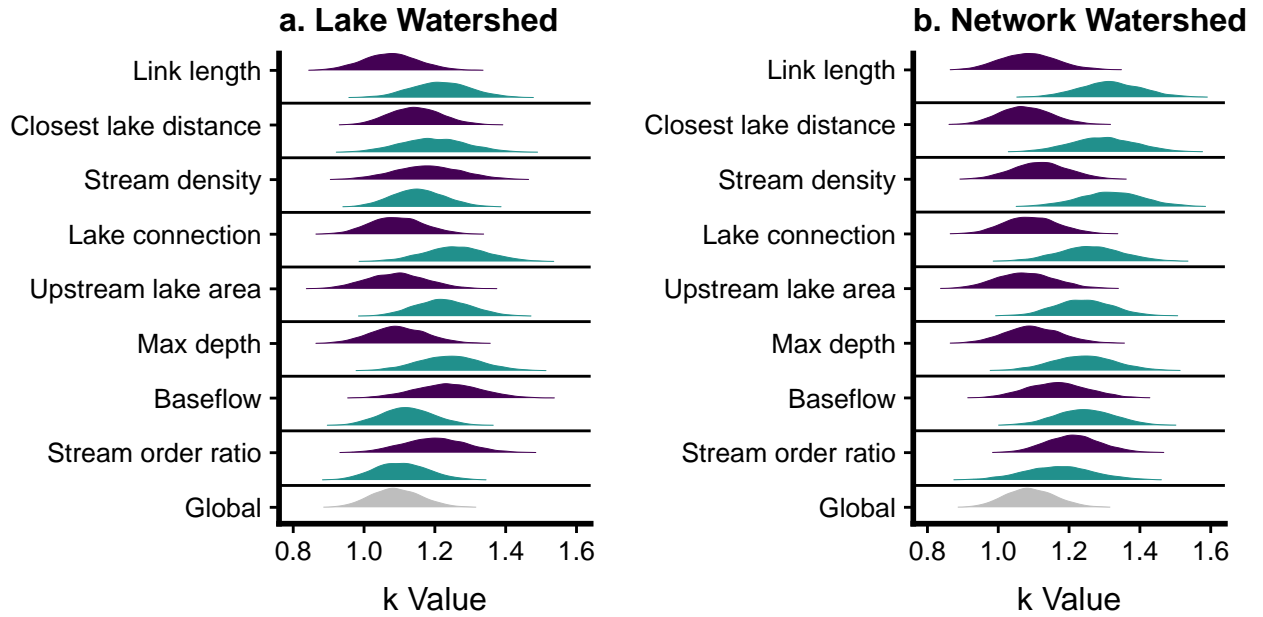 a. Lake Watershed
Link length
Closest lake distance
Stream density
Lake connection
Upstream lake area
Max depth
Baseflow
Stream order ratio
Global
0.8 1.0 1.2 1.4 1.6
k Value
b. Network Watershed
Link length
Closest lake distance
Stream density
Lake connection
Upstream lake area
Max depth
Baseflow
Stream order ratio
Global
0.8 1.0 1.2 1.4 1.6
k Value